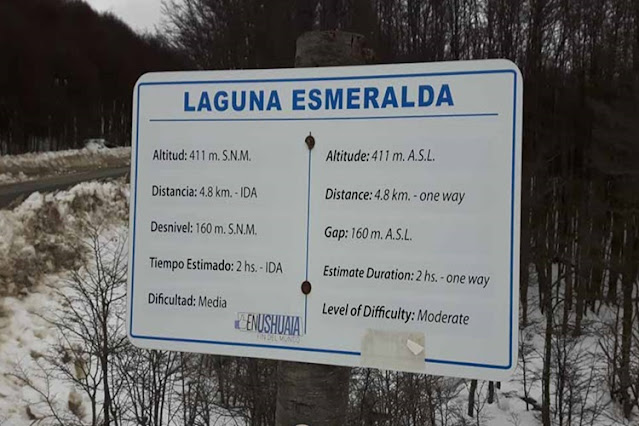 LAGUNA ESMERALDA
Altitud: 411 m. S.N.M.
Distancia: 4.8 km. - IDA
Desnivel: 160 m. S.N.M.
Tiempo Estimado: 2 hs. - IDA
Dificultad: Media
Altitude: 411 m. A.S.L.
Distance: 4.8 km. - one way
Gap: 160 m. A.S.L.
Estimate Duration: 2 hs. - one way
Level of Difficulty: Moderate
ENUSHUAIA
FIN DEL MUNDO